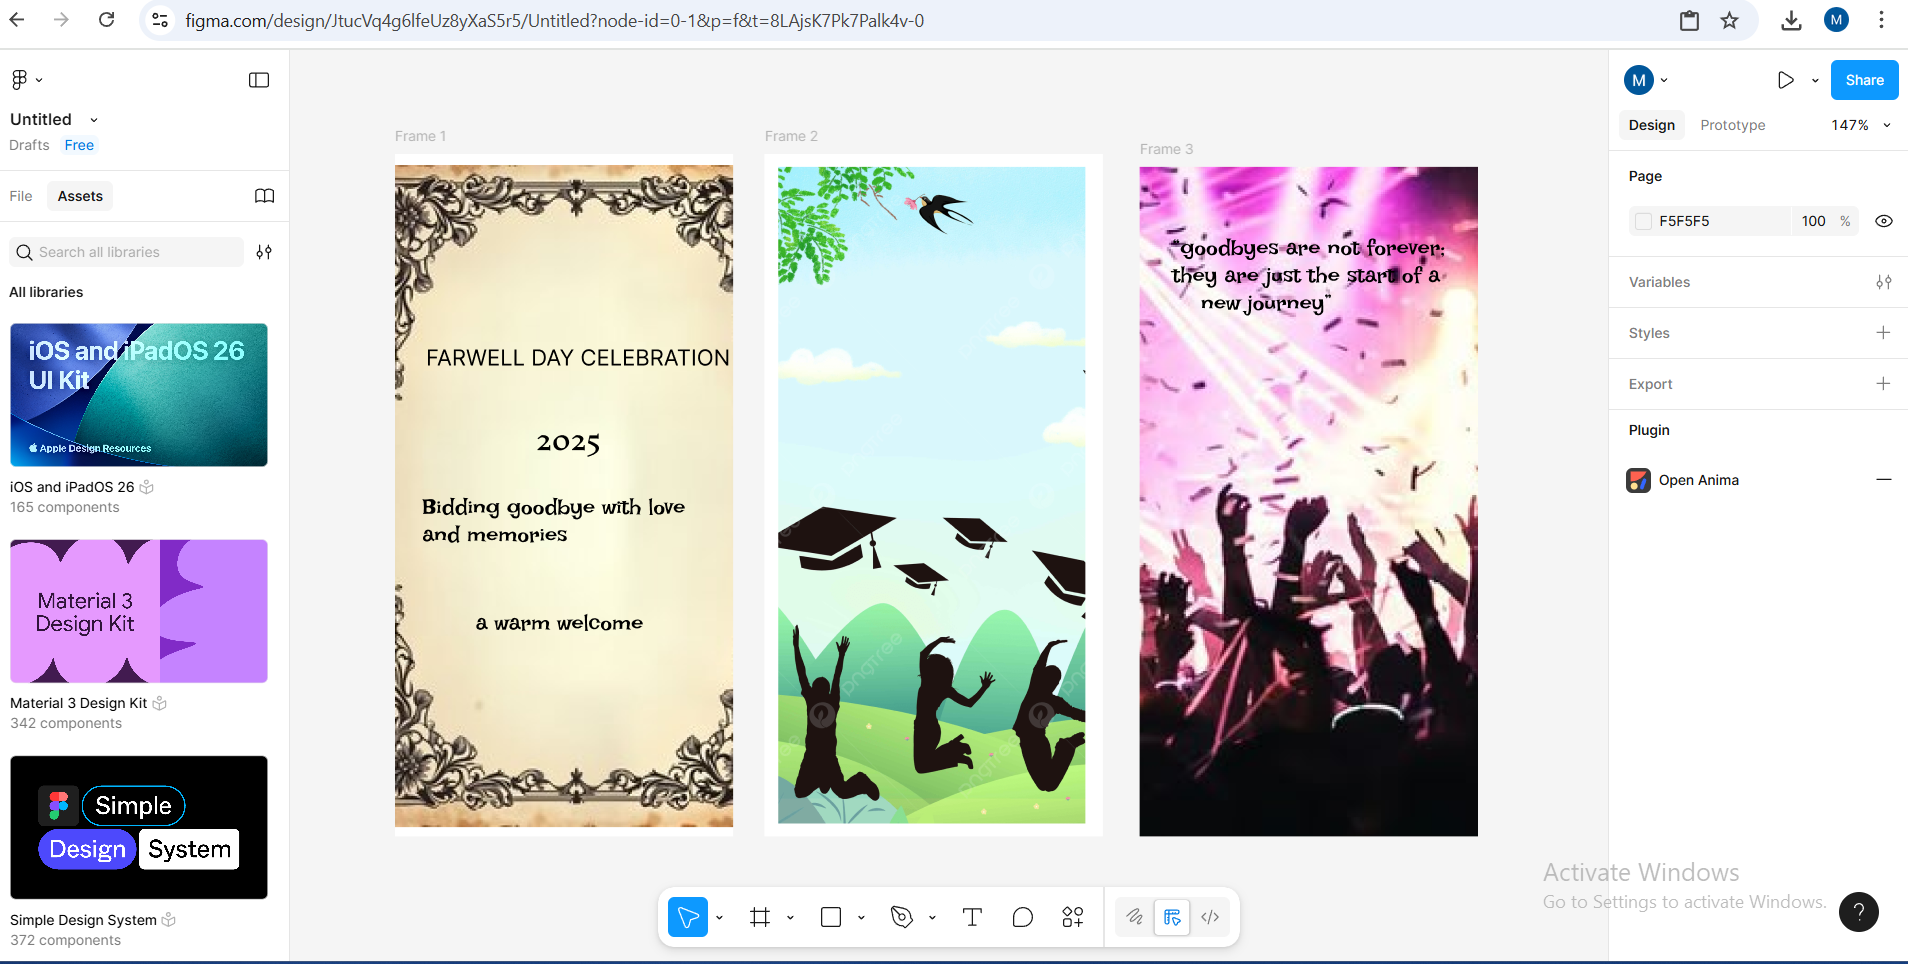 figma.com/design/JtucVq4g6lfeUz8yXaS5r5/Untitled?node-id=0-1&p=f&t=8LAjsK7Pk7Palk4v-0
M
Untitled
Drafts Free
File Assets
Search all libraries
All libraries
iOS and iPadOS 26
UI Kit
Apple Design Resources
iOS and iPadOS 26
165 components
Material 3
Design Kit
Material 3 Design Kit
342 components
Simple
Design System
Simple Design System
372 components
Frame 1
FARWELL DAY CELEBRATION
2025
Bidding goodbye with love
and memories
a warm welcome
Frame 2
pngtree
pngtree
Frame 3
"goodbyes are not forever;
they are just the start of a
new journey"
M
Share
Design Prototype 147%
Page
F5F5F5 100 %
Variables
Styles
Export
Plugin
Open Anima
Activate Windows
Go to Settings to activate Windows.
?